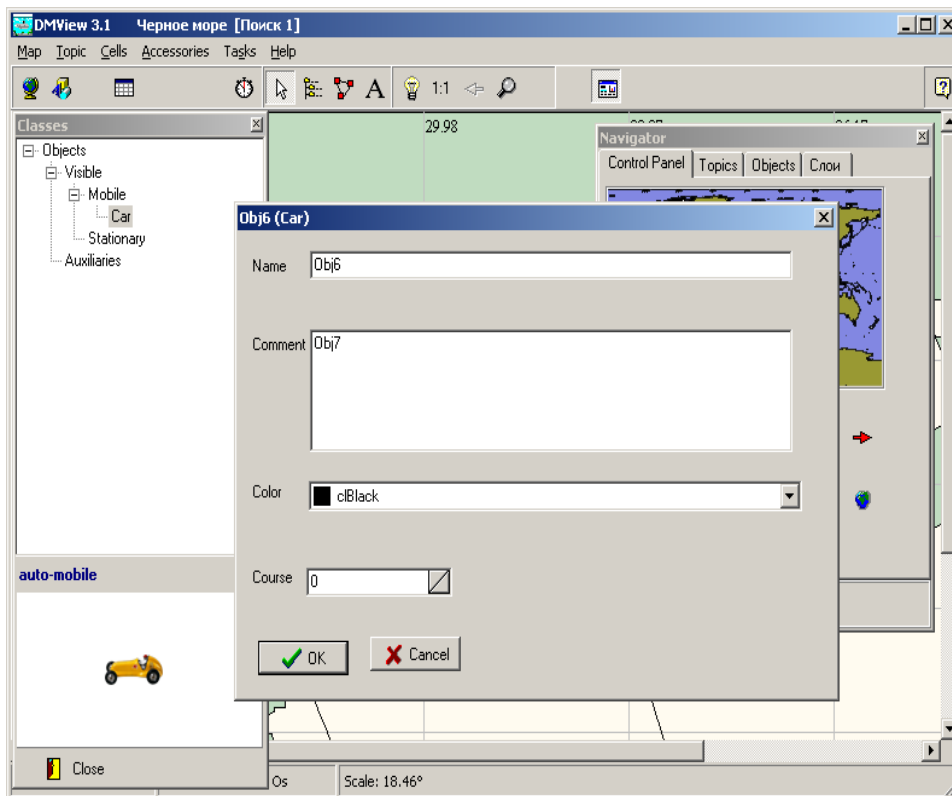 DMView 3.1 Черное море [Поиск 1]
Map Topic Cells Accessories Tasks Help
A 1:1
Classes
Objects
Visible
Mobile
Car
Stationary
Auxiliaries
29.98
Navigator
Control Panel Topics Objects Слои
Obj6 (Car)
Name Obj6
Comment Obj7
Color clBlack
Course 0
OK Cancel
auto-mobile
Close
Os Scale: 18.46°